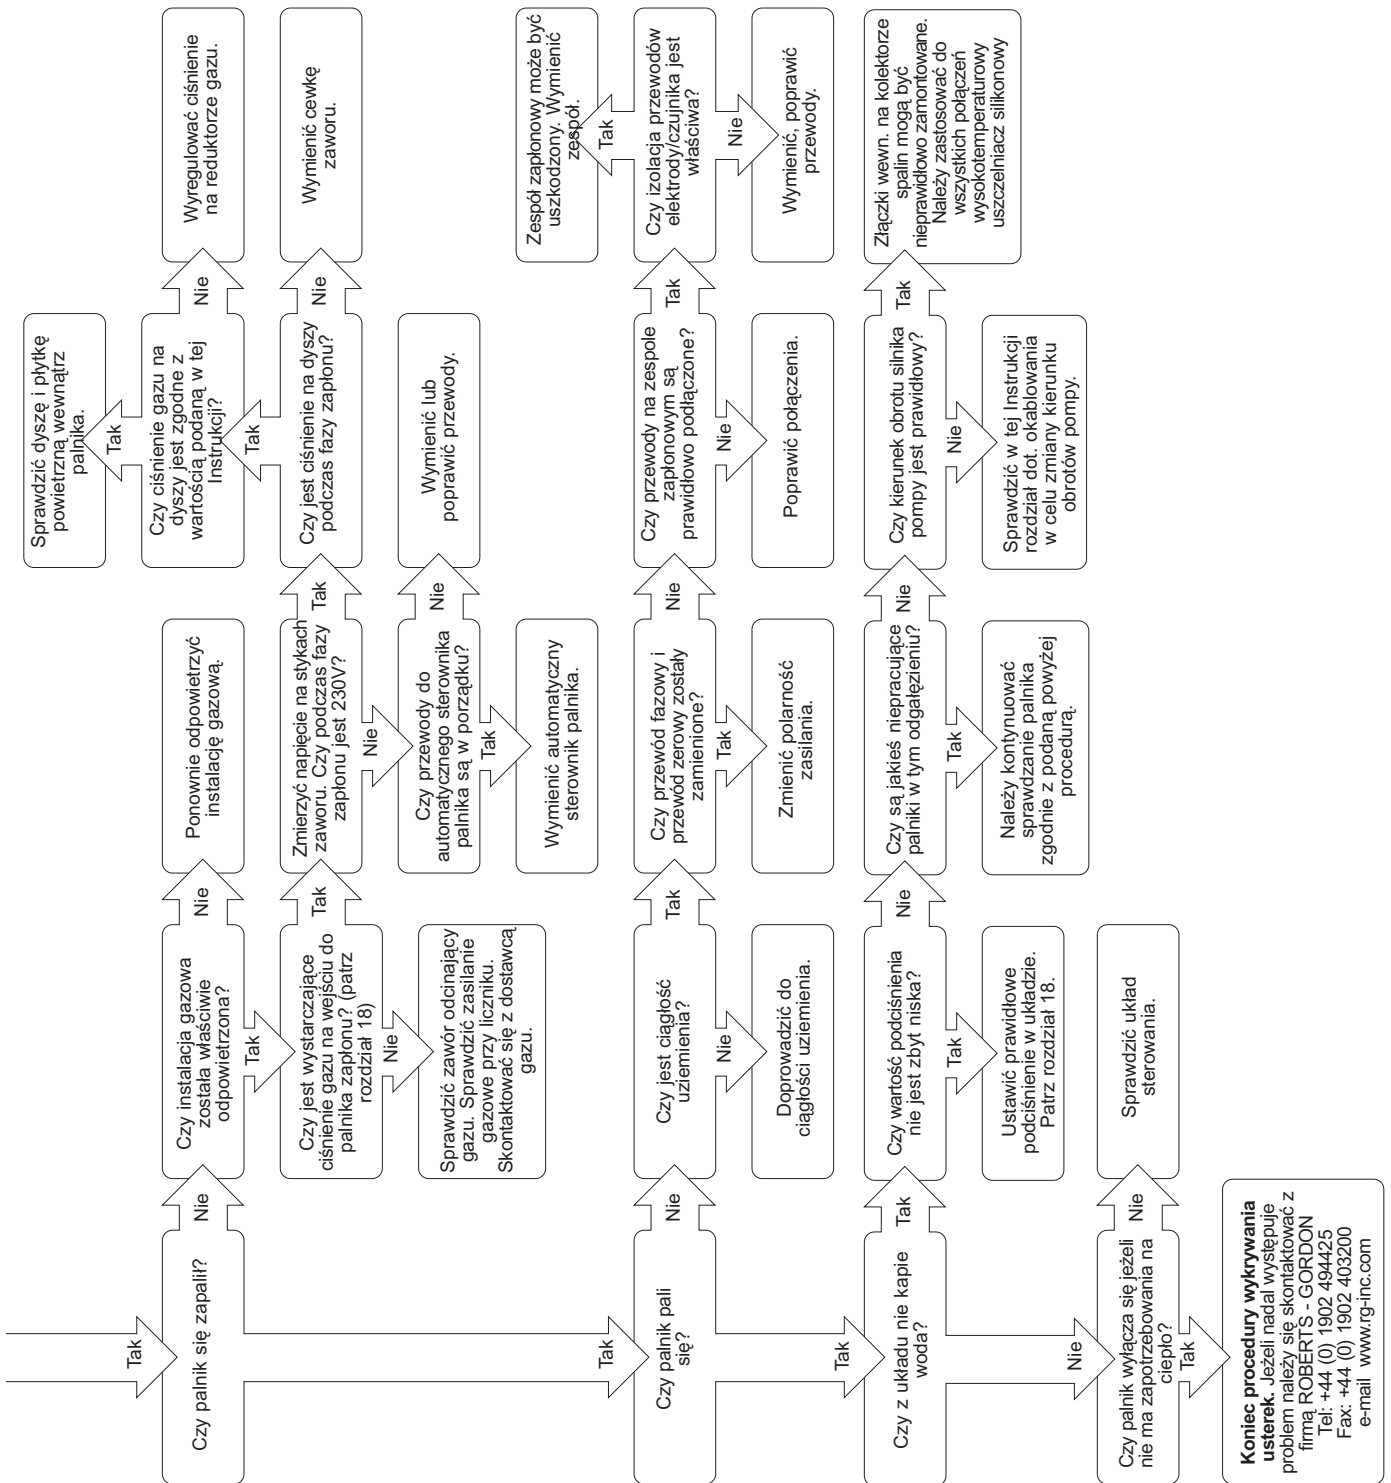 Tak
Czy palnik się zapalił?
Nie
Czy instalacja gazowa
została właściwie
odpowietrzona?
Nie
Ponownie odpowietrzyć
instalację gazową.
Tak
Czy jest wystarczające
ciśnienie gazu na wejściu do
palnika zapłonu? (patrz
rozdział 18)
Nie
Sprawdzić zawór odcinający
gazu. Sprawdzić zasilanie
gazowe przy liczniku.
Skontaktować się z dostawcą
gazu.
Tak
Zmierzyć napięcie na stykach
zaworu. Czy podczas fazy
zapłonu jest 230V?
Nie
Czy przewody do
automatycznego sterownika
palnika są w porządku?
Nie
Wymienić lub
poprawić przewody.
Tak
Wymienić automatyczny
sterownik palnika.
Tak
Czy jest ciśnienie na dyszy
podczas fazy zapłonu?
Nie
Wymienić cewkę
zaworu.
Tak
Czy ciśnienie gazu na
dyszy jest zgodne z
wartością podaną w tej
Instrukcji?
Nie
Wyregulować ciśnienie
na reduktorze gazu.
Tak
Sprawdzić dyszę i płytkę
powietrzną wewnątrz
palnika.
Tak
Czy palnik pali
się?
Nie
Czy jest ciągłość
uziemienia?
Nie
Doprowadzić do
ciągłości uziemienia.
Tak
Czy przewód fazowy i
przewód zerowy zostały
zamienione?
Tak
Zmienić polarność
zasilania.
Nie
Czy przewody na zespole
zapłonowym są
prawidłowo podłączone?
Nie
Poprawić połączenia.
Tak
Czy izolacja przewodów
elektrody/czujnika jest
właściwa?
Tak
Zespół zapłonowy może być
uszkodzony. Wymienić
zespół.
Nie
Wymienić, poprawić
przewody.
Tak
Czy z układu nie kapie
woda?
Tak
Czy wartość podciśnienia
nie jest zbyt niska?
Tak
Ustawić prawidłowe
podciśnienie w układzie.
Patrz rozdział 18.
Nie
Czy są jakieś niepracujące
palniki w tym odgałęzieniu?
Tak
Należy kontynuować
sprawdzanie palnika
zgodnie z podaną powyżej
procedurą.
Nie
Czy kierunek obrotu silnika
pompy jest prawidłowy?
Nie
Sprawdzić w tej Instrukcji
rozdział dot. okablowania
w celu zmiany kierunku
obrotów pompy.
Tak
Złączki wewn. na kolektorze
spalin mogą być
nieprawidłowo zamontowane.
Należy zastosować do
wszystkich połączeń
wysokotemperaturowy
uszczelniacz silikonowy
Nie
Czy palnik wyłącza się jeżeli
nie ma zapotrzebowania na
ciepło?
Nie
Sprawdzić układ
sterowania.
Tak
Koniec procedury wykrywania
usterek. Jeżeli nadal występuje
problem należy się skontaktować z
firmą ROBERTS - GORDON
Tel: +44 (0) 1902 494425
Fax: +44 (0) 1902 403200
e-mail www.rg-inc.com